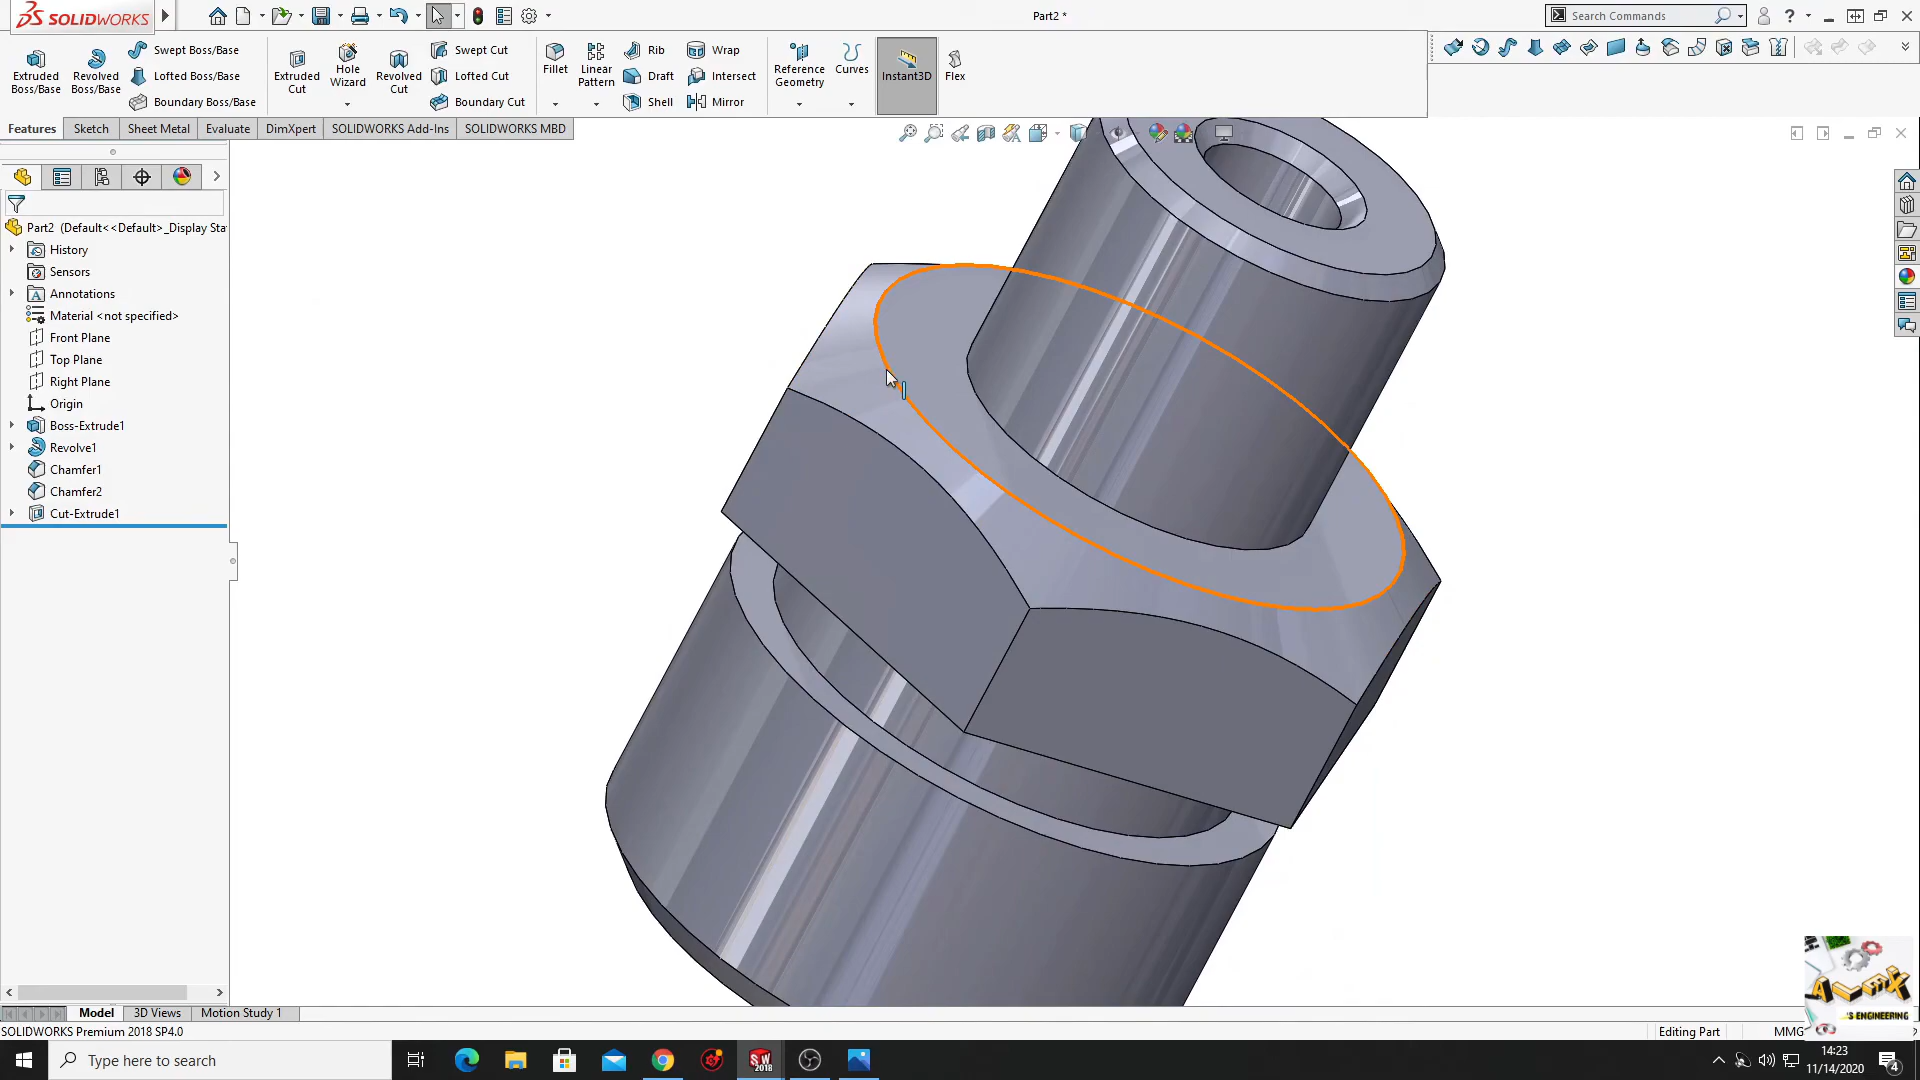 SOLIDWORKS
Part2 *
Search Commands
Extruded Boss/Base
Revolved Boss/Base
Swept Boss/Base
Lofted Boss/Base
Boundary Boss/Base
Extruded Cut
Hole Wizard
Revolved Cut
Swept Cut
Lofted Cut
Boundary Cut
Fillet
Linear Pattern
Rib
Draft
Shell
Wrap
Intersect
Mirror
Reference Geometry
Curves
Instant3D
Flex
Features
Sketch
Sheet Metal
Evaluate
DimXpert
SOLIDWORKS Add-Ins
SOLIDWORKS MBD
Part2 (Default<<Default>_Display Sta
History
Sensors
Annotations
Material <not specified>
Front Plane
Top Plane
Right Plane
Origin
Boss-Extrude1
Revolve1
Chamfer1
Chamfer2
Cut-Extrude1
Model
3D Views
Motion Study 1
SOLIDWORKS Premium 2018 SP4.0
Editing Part
MMG
'S ENGINEERING
Type here to search
SW
2018
14:23
11/14/2020
4